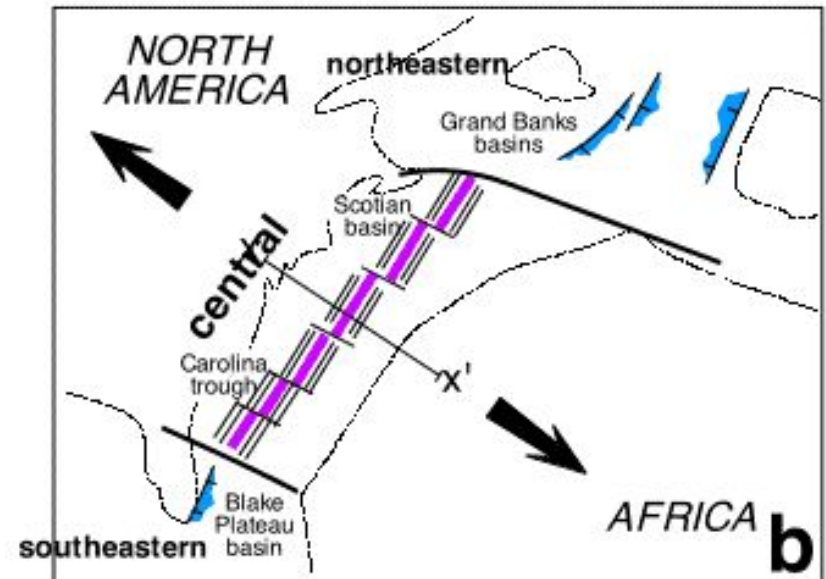 NORTH
AMERICA
northeastern
Grand Banks
basins
Scotian
basin
central
X
Carolina
trough
X'
Blake
Plateau
basin
southeastern
AFRICA
b